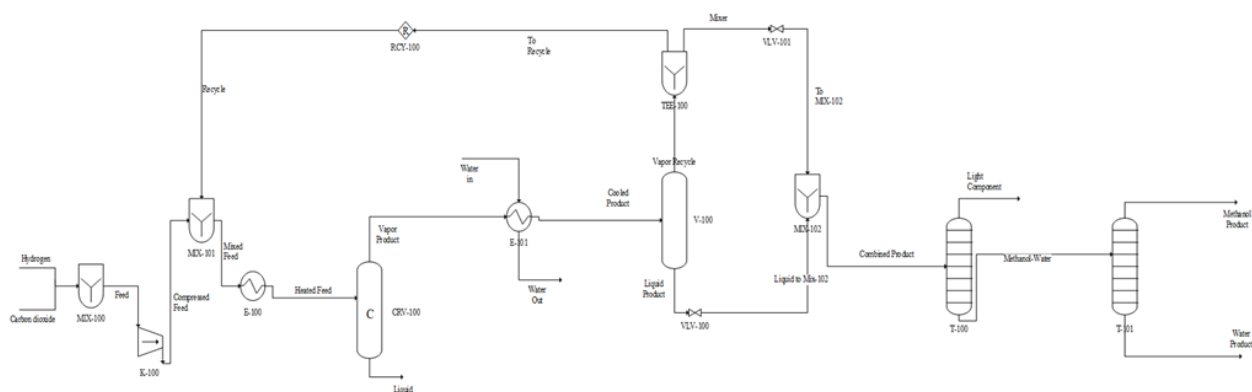 Mixer
VLV-101
To
Recycle
RCY-100
TEE-100
Recycle
To
MIX-102
Water
in
Vapor Recycle
Light
Component
Cooled
Product
V-100
Methanol
Product
MIX-101
Mixed
Feed
Vapor
Product
E-101
MIX-102
Hydrogen
Combined Product
Methanol-Water
Liquid to Mix-102
Liquid
Product
Water
Out
Feed
Compressed
Feed
Heated Feed
E-100
C
CRV-100
Carbon dioxide
MIX-100
VLV-100
T-100
T-101
Water
Product
K-100
Liquid
R